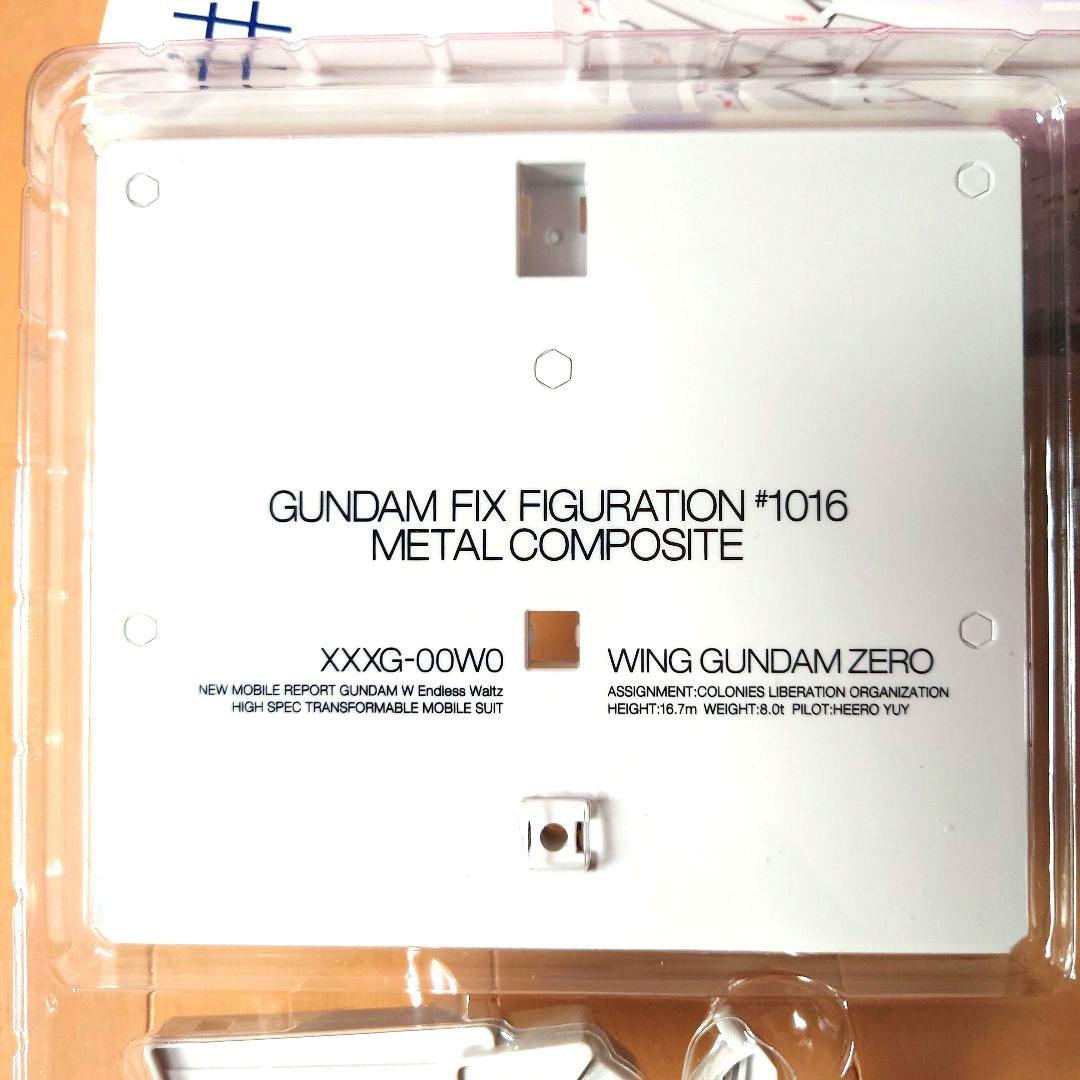 #
GUNDAM FIX FIGURATION #1016
METAL COMPOSITE
XXXG-00W0
NEW MOBILE REPORT GUNDAM W Endless Waltz
HIGH SPEC TRANSFORMABLE MOBILE SUIT
WING GUNDAM ZERO
ASSIGNMENT:COLONIES LIBERATION ORGANIZATION
HEIGHT:16.7m WEIGHT:8.0t PILOT:HEERO YUY